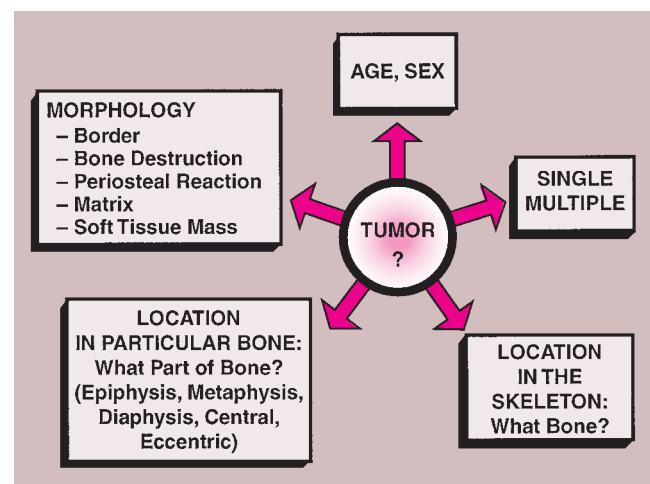 AGE, SEX
MORPHOLOGY
– Border
– Bone Destruction
– Periosteal Reaction
– Matrix
– Soft Tissue Mass
SINGLE
MULTIPLE
TUMOR
?
LOCATION
IN PARTICULAR BONE:
What Part of Bone?
(Epiphysis, Metaphysis,
Diaphysis, Central,
Eccentric)
LOCATION
IN THE
SKELETON:
What Bone?